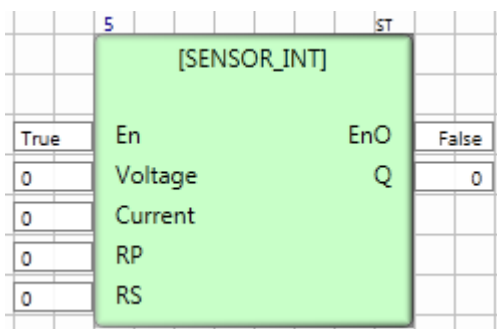 5 ST
[SENSOR_INT]
True En EnO False
0 Voltage Q 0
0 Current
0 RP
0 RS